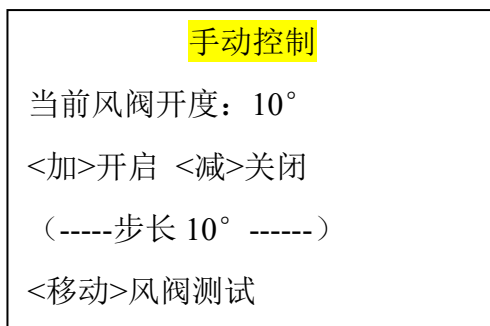 手动控制
当前风阀开度：10°
<加>开启 <减>关闭
（-----步长 10° ------）
<移动>风阀测试